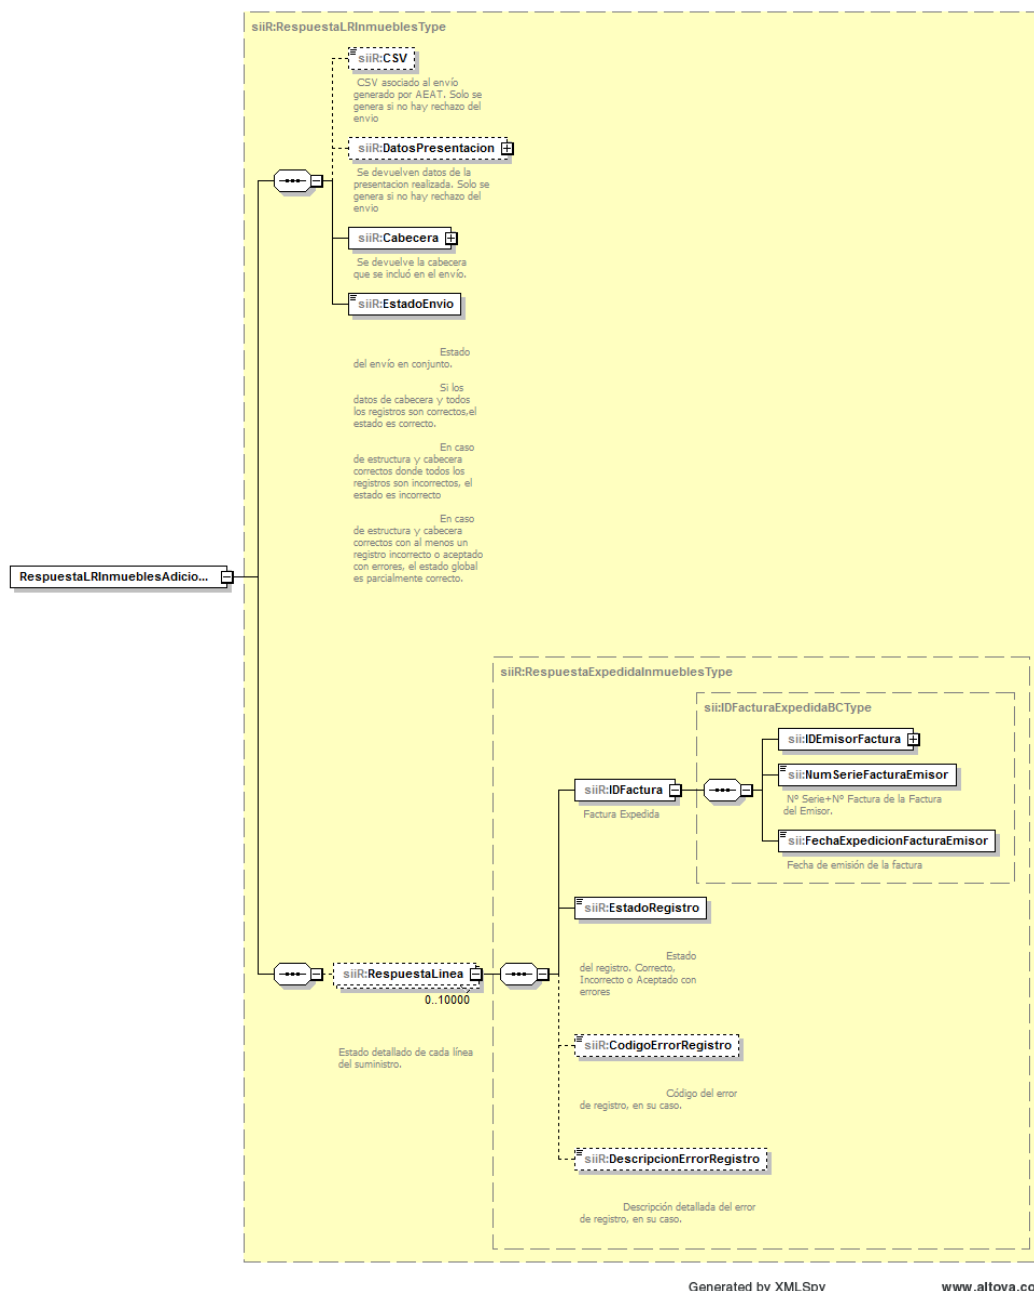 siiR:RespuestaLRInmueblesType
siiR:CSV
CSV asociado al envío
generado por AEAT. Solo se
genera si no hay rechazo del
envio
siiR:DatosPresentacion
Se devuelven datos de la
presentacion realizada. Solo se
genera si no hay rechazo del
envio
siiR:Cabecera
Se devuelve la cabecera
que se incluó en el envío.
siiR:EstadoEnvio
Estado
del envío en conjunto.
Si los
datos de cabecera y todos
los registros son correctos,el
estado es correcto.
En caso
de estructura y cabecera
correctos donde todos los
registros son incorrectos, el
estado es incorrecto
En caso
de estructura y cabecera
correctos con al menos un
registro incorrecto o aceptado
con errores, el estado global
es parcialmente correcto.
RespuestaLRInmueblesAdicio...
siiR:RespuestaExpedidaInmueblesType
sii:IDFacturaExpedidaBCType
sii:IDEmisorFactura
sii:NumSerieFacturaEmisor
Nº Serie+Nº Factura de la Factura
del Emisor.
siiR:IDFactura
Factura Expedida
sii:FechaExpedicionFacturaEmisor
Fecha de emisión de la factura
siiR:EstadoRegistro
Estado
del registro. Correcto,
Incorrecto o Aceptado con
errores
siiR:RespuestaLinea
0..10000
Estado detallado de cada línea
del suministro.
siiR:CodigoErrorRegistro
Código del error
de registro, en su caso.
siiR:DescripcionErrorRegistro
Descripción detallada del error
de registro, en su caso.
Generated by XMLSpy
www.altova.co